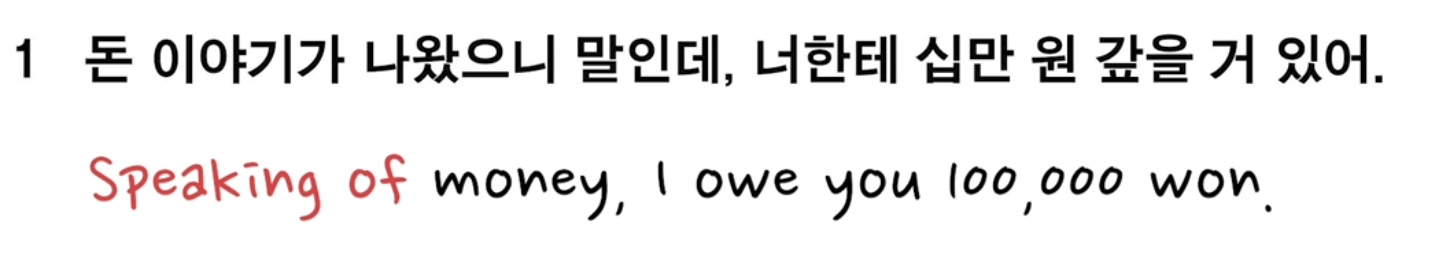 1 돈 이야기가 나왔으니 말인데, 너한테 십만 원 갚을 거 있어.
Speaking of money, I owe you 100,000 won.